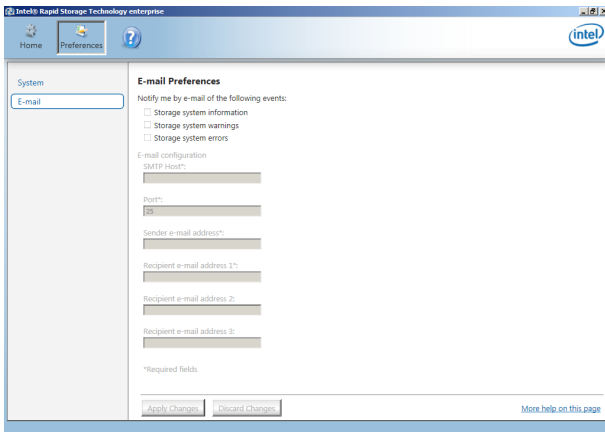 Intel® Rapid Storage Technology enterprise
Home
Preferences
?
intel
System
E-mail
E-mail Preferences
Notify me by e-mail of the following events:
Storage system information
Storage system warnings
Storage system errors
E-mail configuration
SMTP Host*:
Port*:
25
Sender e-mail address*:
Recipient e-mail address 1*:
Recipient e-mail address 2:
Recipient e-mail address 3:
*Required fields
Apply Changes
Discard Changes
More help on this page